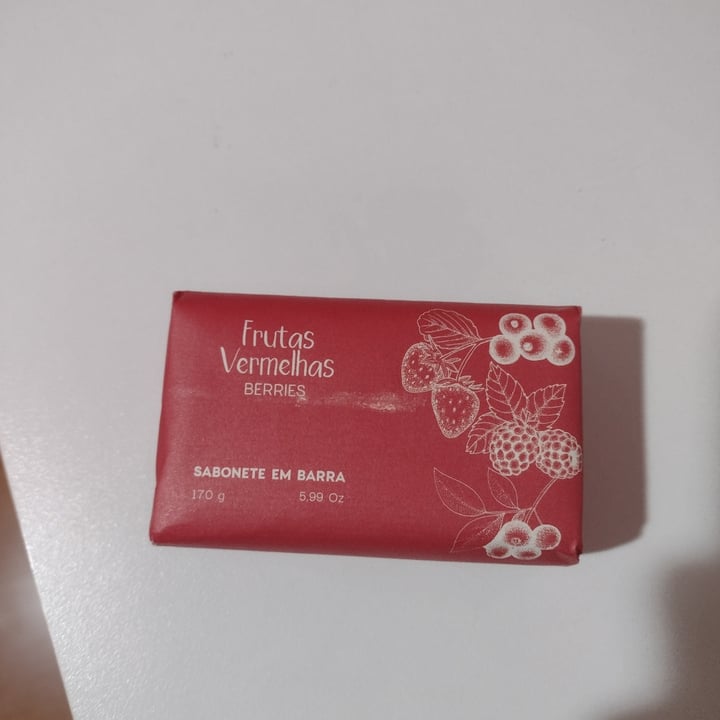 Frutas
Vermelhas
BERRIES
SABONETE EM BARRA
170 g 5.99 Oz